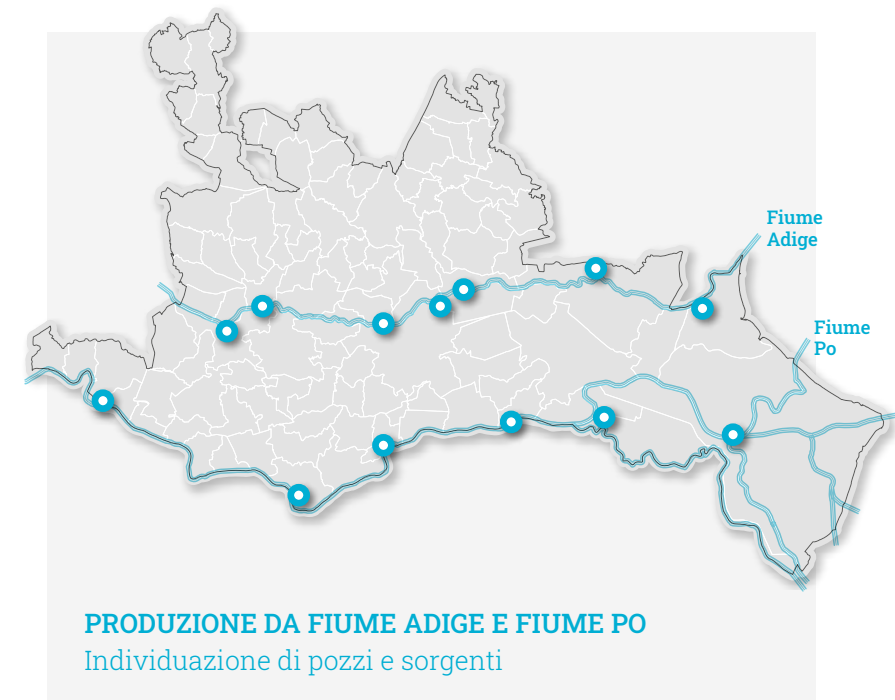 Fiume
Adige
Fiume
Po
PRODUZIONE DA FIUME ADIGE E FIUME PO
Individuazione di pozzi e sorgenti